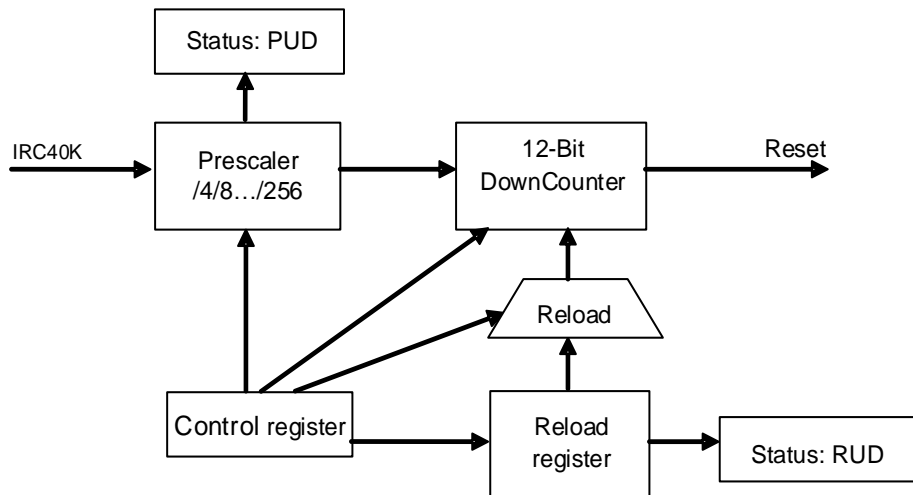 Status: PUD
IRC40K
Prescaler
/4/8…/256
12-Bit
DownCounter
Reset
Reload
Control register
Reload
register
Status: RUD